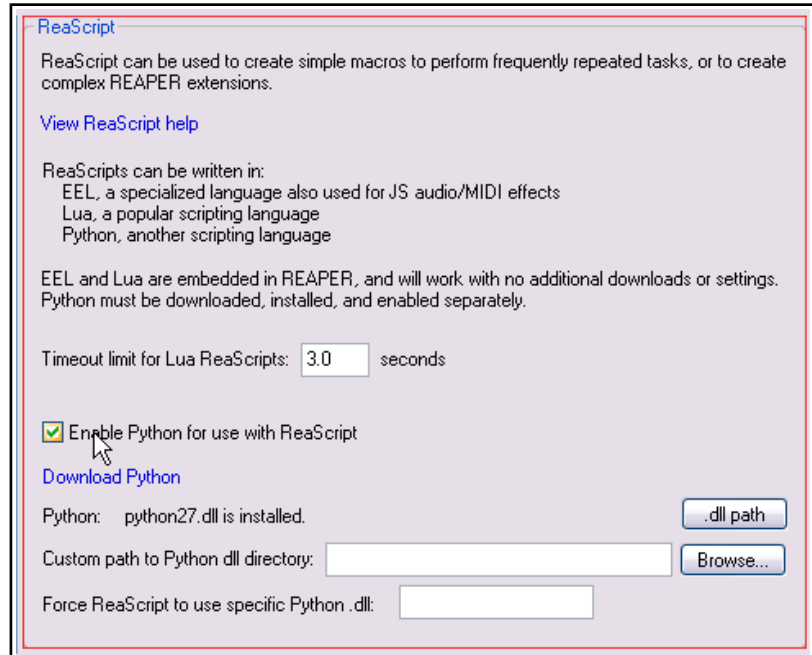 ReaScript
ReaScript can be used to create simple macros to perform frequently repeated tasks, or to create
complex REAPER extensions.
View ReaScript help
ReaScripts can be written in:
EEL, a specialized language also used for JS audio/MIDI effects
Lua, a popular scripting language
Python, another scripting language
EEL and Lua are embedded in REAPER, and will work with no additional downloads or settings.
Python must be downloaded, installed, and enabled separately.
Timeout limit for Lua ReaScripts: 3.0 seconds
Enable Python for use with ReaScript
Download Python
Python: python27.dll is installed. .dll path
Custom path to Python dll directory: Browse...
Force ReaScript to use specific Python .dll: